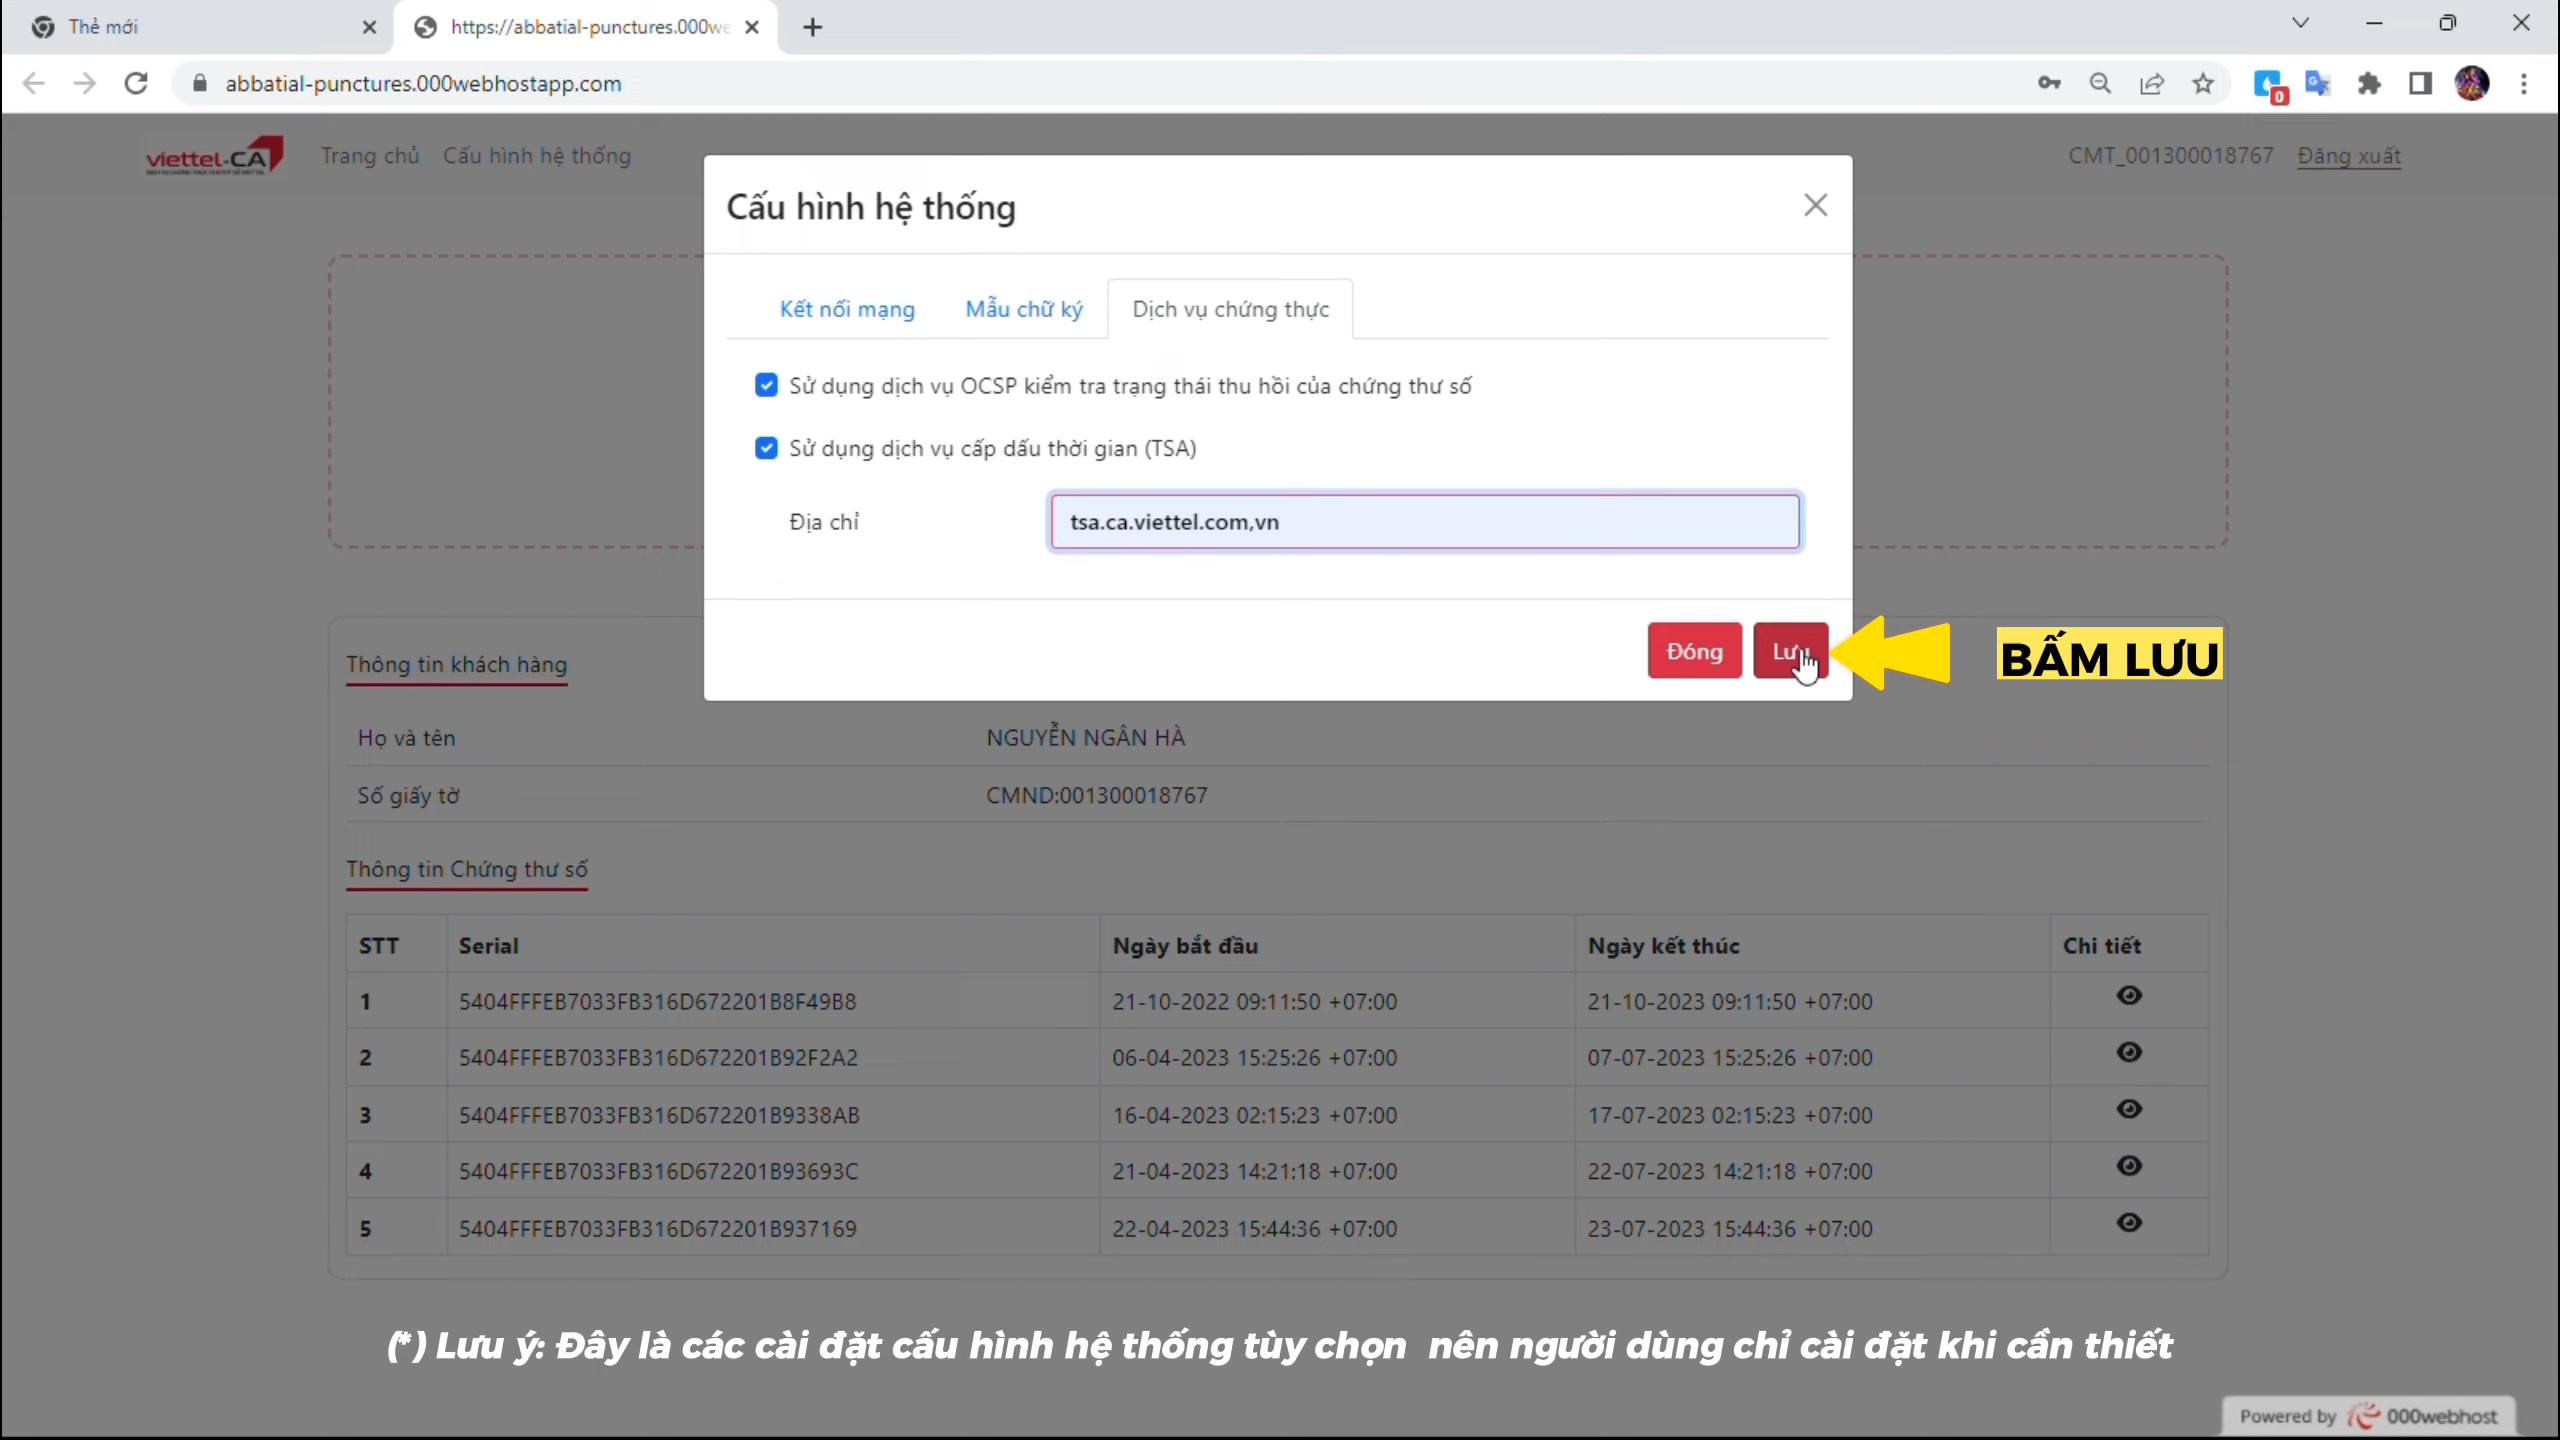 Thẻ mới
https://abbatial-punctures.000we
abbatial-punctures.000webhostapp.com
0
viettel-CA
Trang chủ
Cấu hình hệ thống
CMT_001300018767
Đăng xuất
Cấu hình hệ thống
Kết nối mạng
Mẫu chữ ký
Dịch vụ chứng thực
Sử dụng dịch vụ OCSP kiểm tra trạng thái thu hồi của chứng thư số
Sử dụng dịch vụ cấp dấu thời gian (TSA)
Địa chỉ
tsa.ca.viettel.com,vn
Đóng
Lưu
BẤM LƯU
Thông tin khách hàng
Họ và tên
NGUYỄN NGÂN HÀ
Số giấy tờ
CMND:001300018767
Thông tin Chứng thư số
STT Serial Ngày bắt đầu Ngày kết thúc Chi tiết
1 5404FFFEB7033FB316D672201B8F49B8 21-10-2022 09:11:50 +07:00 21-10-2023 09:11:50 +07:00
2 5404FFFEB7033FB316D672201B92F2A2 06-04-2023 15:25:26 +07:00 07-07-2023 15:25:26 +07:00
3 5404FFFEB7033FB316D672201B9338AB 16-04-2023 02:15:23 +07:00 17-07-2023 02:15:23 +07:00
4 5404FFFEB7033FB316D672201B93693C 21-04-2023 14:21:18 +07:00 22-07-2023 14:21:18 +07:00
5 5404FFFEB7033FB316D672201B937169 22-04-2023 15:44:36 +07:00 23-07-2023 15:44:36 +07:00
(*) Lưu ý: Đây là các cài đặt cấu hình hệ thống tùy chọn nên người dùng chỉ cài đặt khi cần thiết
Powered by 000webhost